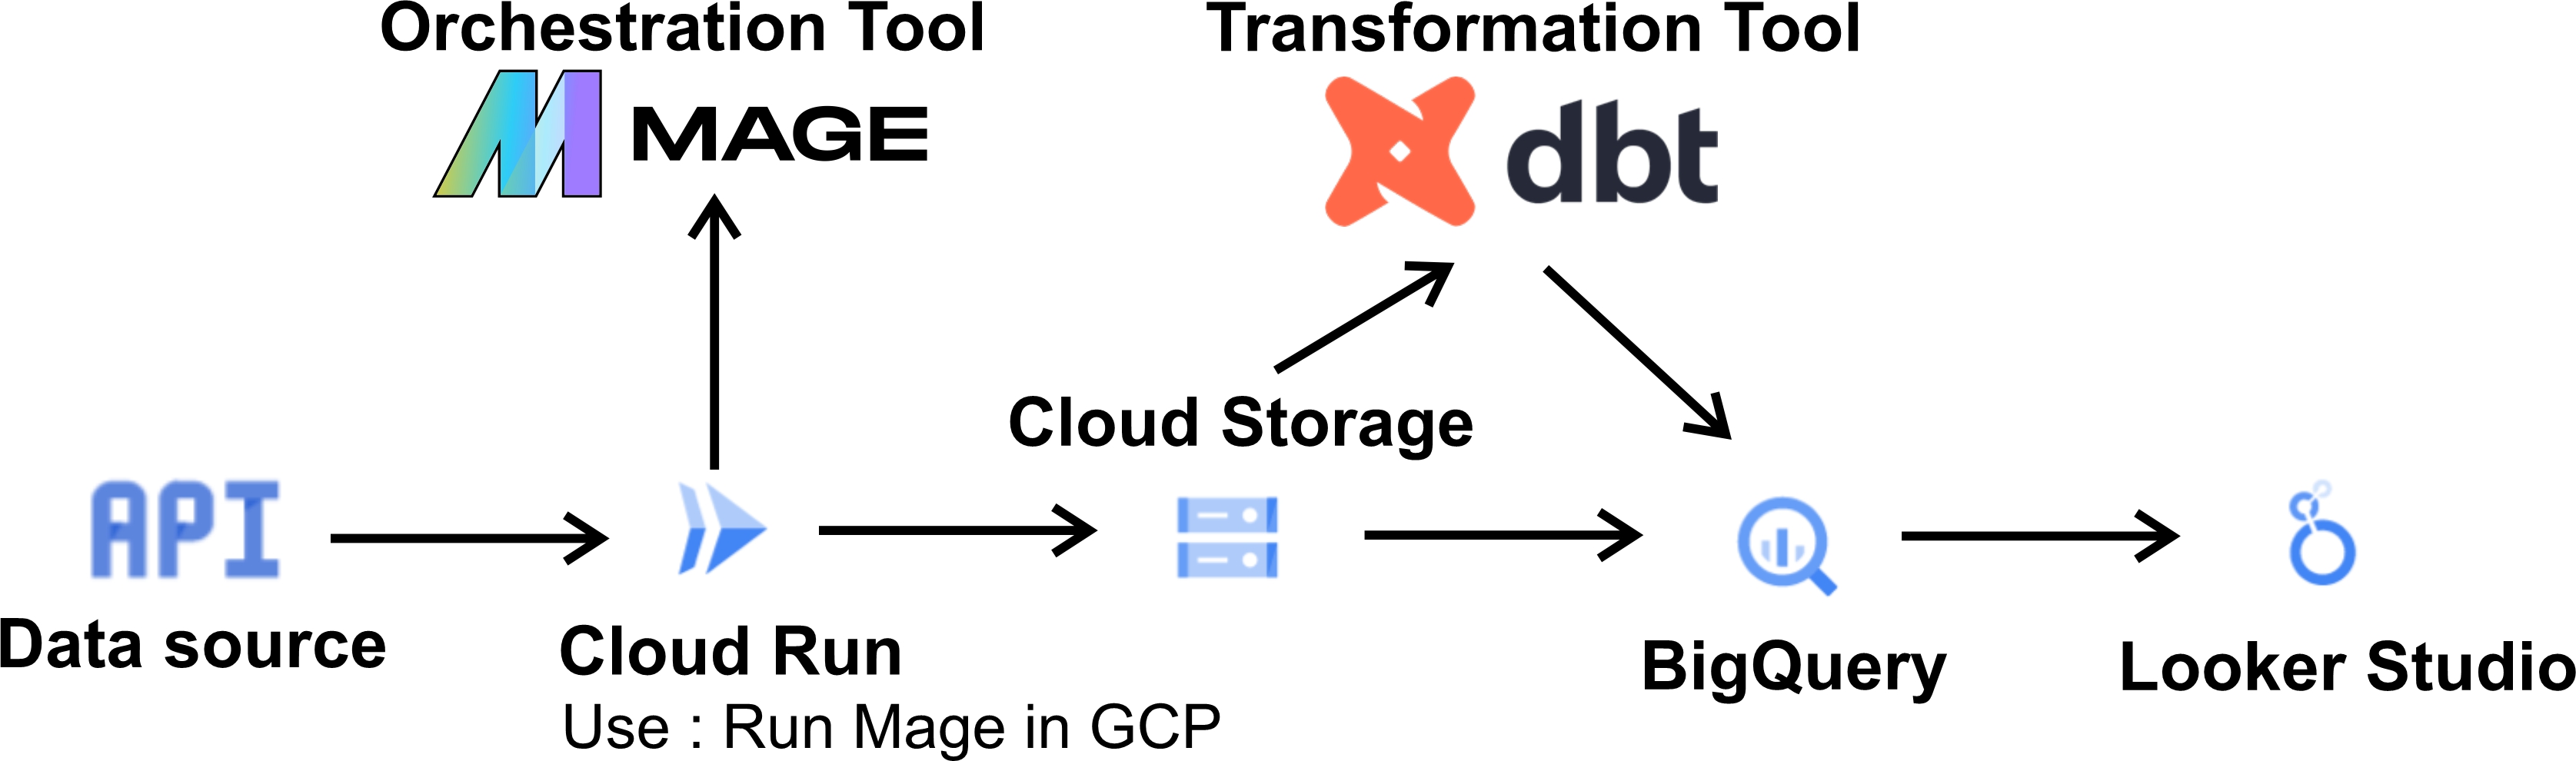 Orchestration Tool
Transformation Tool
MAGE
dbt
Cloud Storage
API
Data source
Cloud Run
Use : Run Mage in GCP
BigQuery
Looker Studio